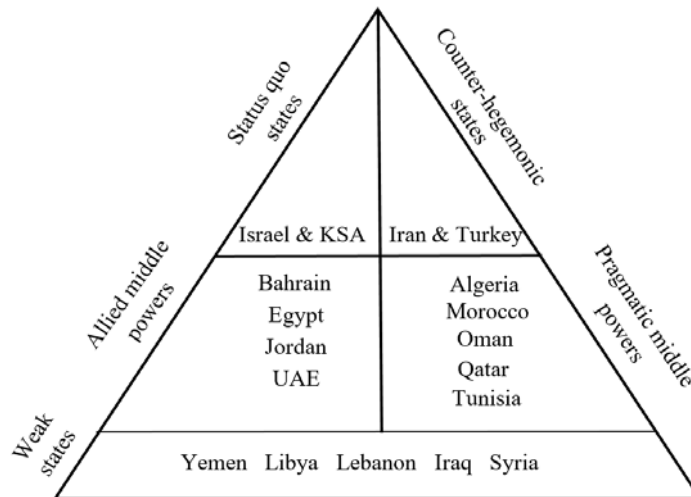 Status quo
states
Counter-hegemonic
states
Israel & KSA
Iran & Turkey
Allied middle
powers
Bahrain
Egypt
Jordan
UAE
Algeria
Morocco
Oman
Qatar
Tunisia
Pragmatic middle
powers
Weak
states
Yemen Libya Lebanon Iraq Syria